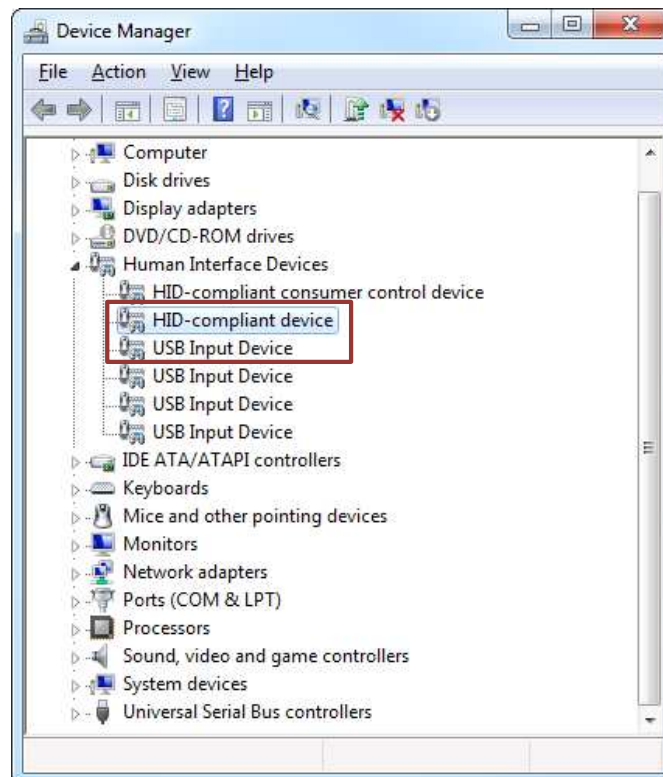 Device Manager
File Action View Help
Computer
Disk drives
Display adapters
DVD/CD-ROM drives
Human Interface Devices
HID-compliant consumer control device
HID-compliant device
USB Input Device
USB Input Device
USB Input Device
USB Input Device
IDE ATA/ATAPI controllers
Keyboards
Mice and other pointing devices
Monitors
Network adapters
Ports (COM & LPT)
Processors
Sound, video and game controllers
System devices
Universal Serial Bus controllers